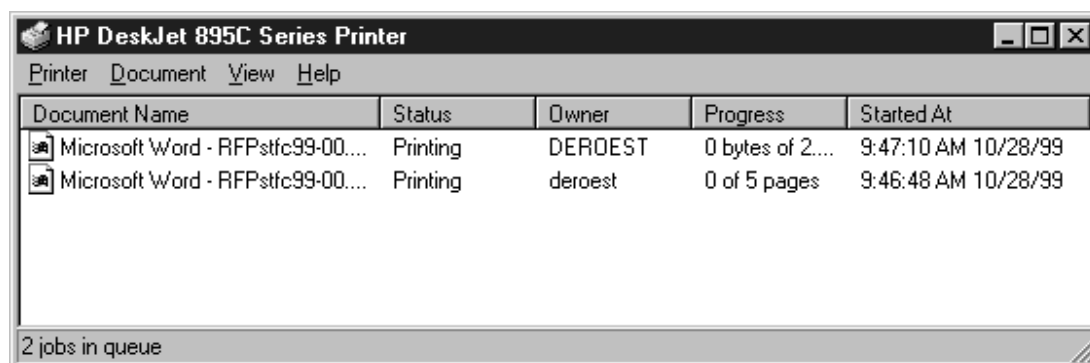 HP DeskJet 895C Series Printer
Printer Document View Help
Document Name Status Owner Progress Started At
Microsoft Word - RFPstfc99-00.... Printing DEROEST 0 bytes of 2.... 9:47:10 AM 10/28/99
Microsoft Word - RFPstfc99-00.... Printing deroest 0 of 5 pages 9:46:48 AM 10/28/99
2 jobs in queue